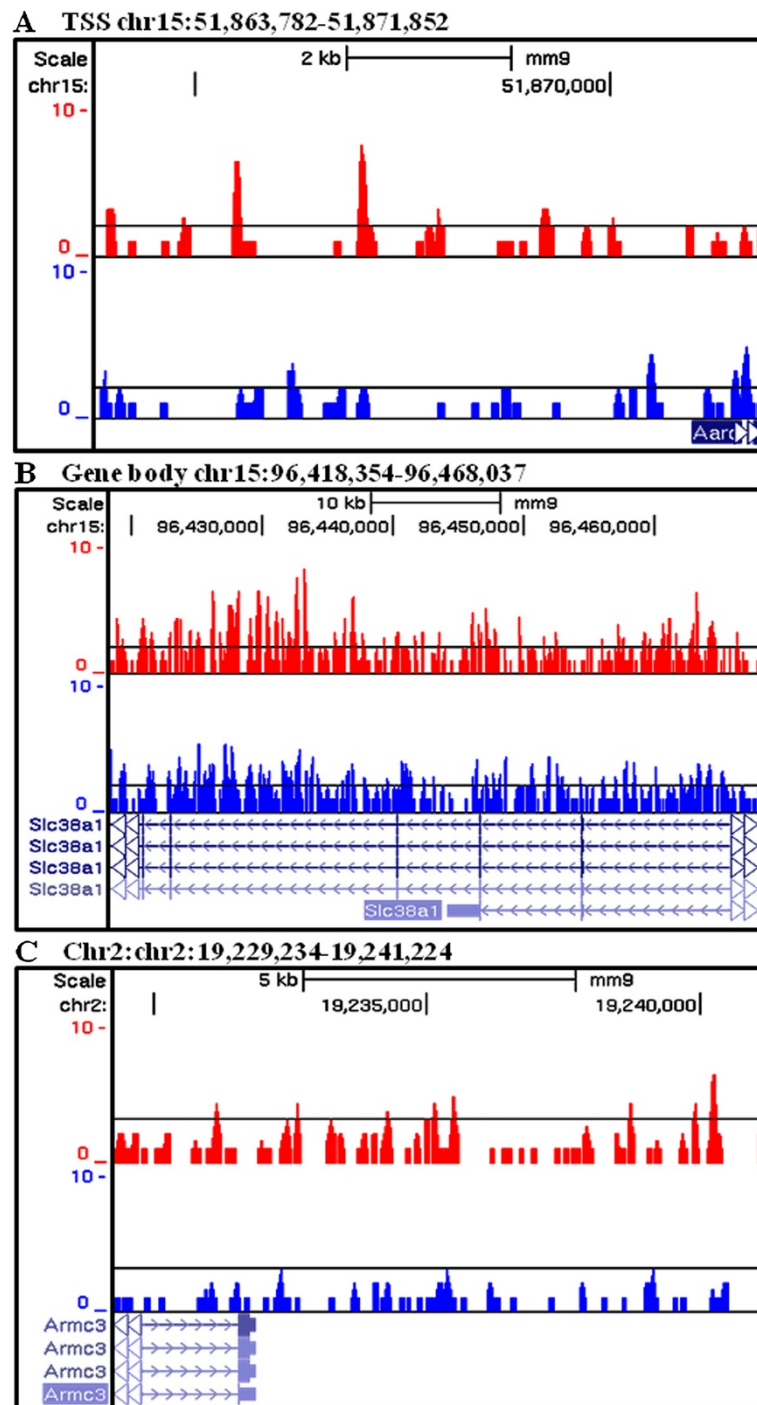 A TSS chr15:51,863,782-51,871,852
Scale 2 kb mm9
chr15: 51,870,000
10
0
10
0
B Gene body chr15:96,418,354-96,468,037
Scale 10 kb mm9
chr15: 96,430,000 96,440,000 96,450,000 96,460,000
10
0
10
0
Slc38a1
Slc38a1
Slc38a1
Slc38a1
Slc38a1
C Chr2:chr2:19,229,234-19,241,224
Scale 5 kb mm9
chr2: 19,235,000 19,240,000
10
0
10
0
Armc3
Armc3
Armc3
Armc3